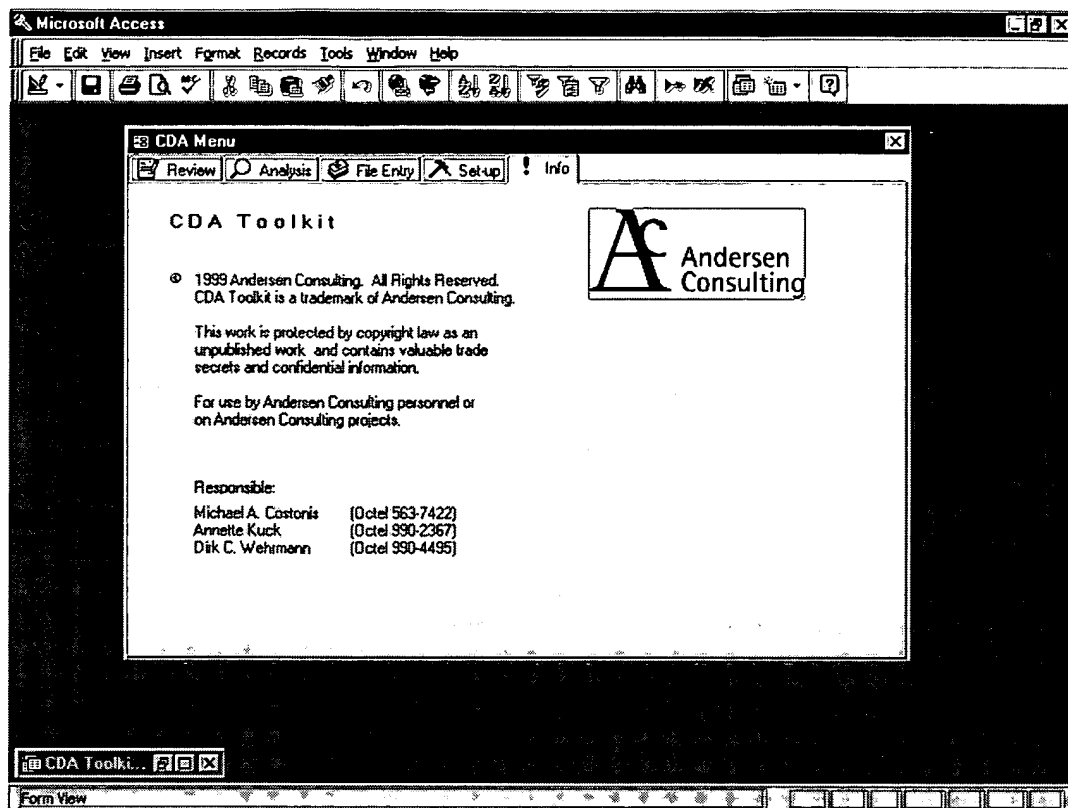 Microsoft Access
File Edit View Insert Format Records Tools Window Help
CDA Menu
Review Analysis File Entry Set-up ! Info
CDA Toolkit
Ac Andersen
Consulting
© 1999 Andersen Consulting. All Rights Reserved.
CDA Toolkit is a trademark of Andersen Consulting.
This work is protected by copyright law as an
unpublished work and contains valuable trade
secrets and confidential information.
For use by Andersen Consulting personnel or
on Andersen Consulting projects.
Responsible:
Michael A. Costonis (Octel 563-7422)
Annette Kuck (Octel 990-2367)
Dirk C. Wehrmann (Octel 990-4495)
CDA Toolki...
Form View